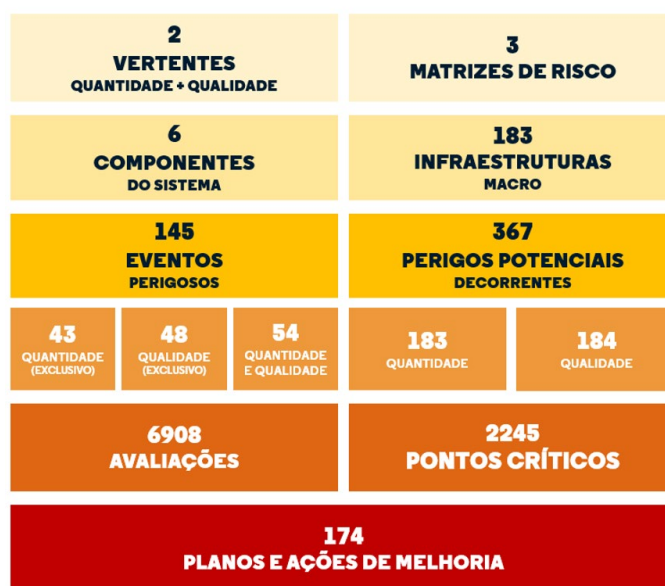 2
VERTENTES
QUANTIDADE + QUALIDADE
3
MATRIZES DE RISCO
6
COMPONENTES
DO SISTEMA
183
INFRAESTRUTURAS
MACRO
145
EVENTOS
PERIGOSOS
367
PERIGOS POTENCIAIS
DECORRENTES
43
QUANTIDADE
(EXCLUSIVO)
48
QUALIDADE
(EXCLUSIVO)
54
QUANTIDADE
E QUALIDADE
183
QUANTIDADE
184
QUALIDADE
6908
AVALIAÇÕES
2245
PONTOS CRÍTICOS
174
PLANOS E AÇÕES DE MELHORIA